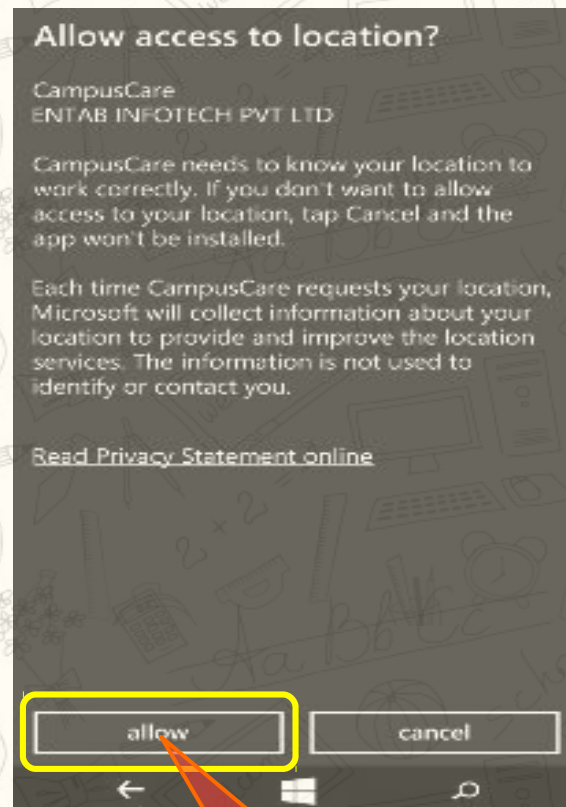 Allow access to location?
CampusCare
ENTAB INFOTECH PVT LTD
CampusCare needs to know your location to
work correctly. If you don't want to allow
access to your location, tap Cancel and the
app won't be installed.
Each time CampusCare requests your location,
Microsoft will collect information about your
location to provide and improve the location
services. The information is not used to
identify or contact you.
Read Privacy Statement online
allow
cancel